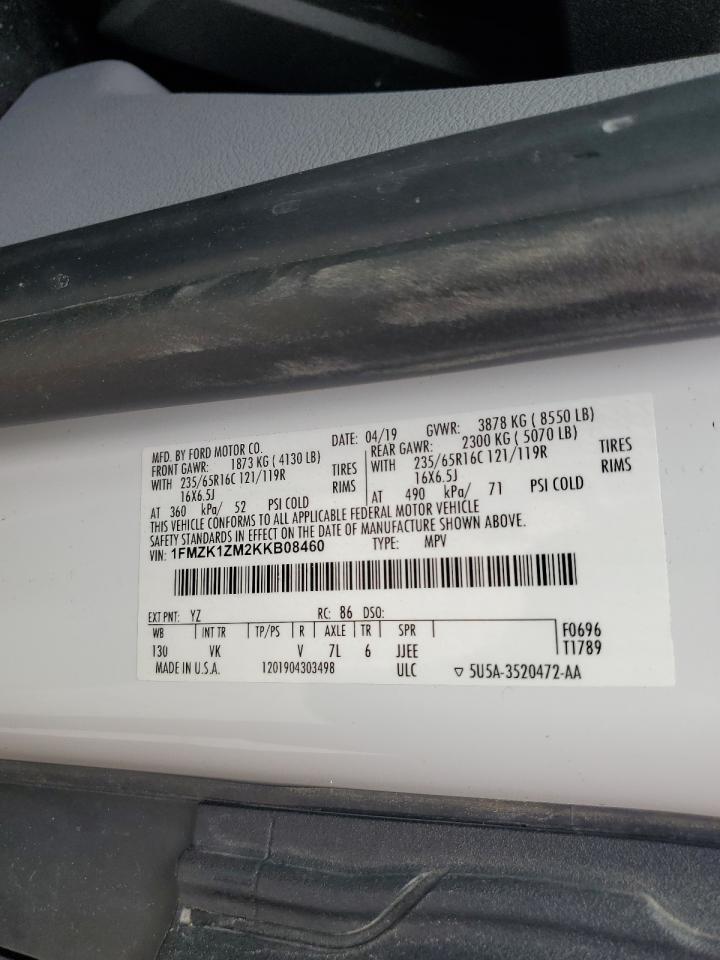 MFD. BY FORD MOTOR CO. DATE: 04/19 GVWR: 3878 KG ( 8550 LB)
FRONT GAWR: 1873 KG ( 4130 LB) REAR GAWR: 2300 KG ( 5070 LB)
WITH 235/65R16C 121/119R TIRES WITH 235/65R16C 121/119R TIRES
16X6.5J RIMS 16X6.5J RIMS
AT 360 kPa/ 52 PSI COLD AT 490 kPa/ 71 PSI COLD
THIS VEHICLE CONFORMS TO ALL APPLICABLE FEDERAL MOTOR VEHICLE
SAFETY STANDARDS IN EFFECT ON THE DATE OF MANUFACTURE SHOWN ABOVE.
VIN: 1FMZK1ZM2KKB08460 TYPE: MPV
EXT PNT: YZ RC: 86 DSO:
WB INT TR TP/PS R AXLE TR SPR F0696
130 VK V 7L 6 JJEE T1789
MADE IN U.S.A. 1201904303498 ULC ▽ 5U5A-3520472-AA